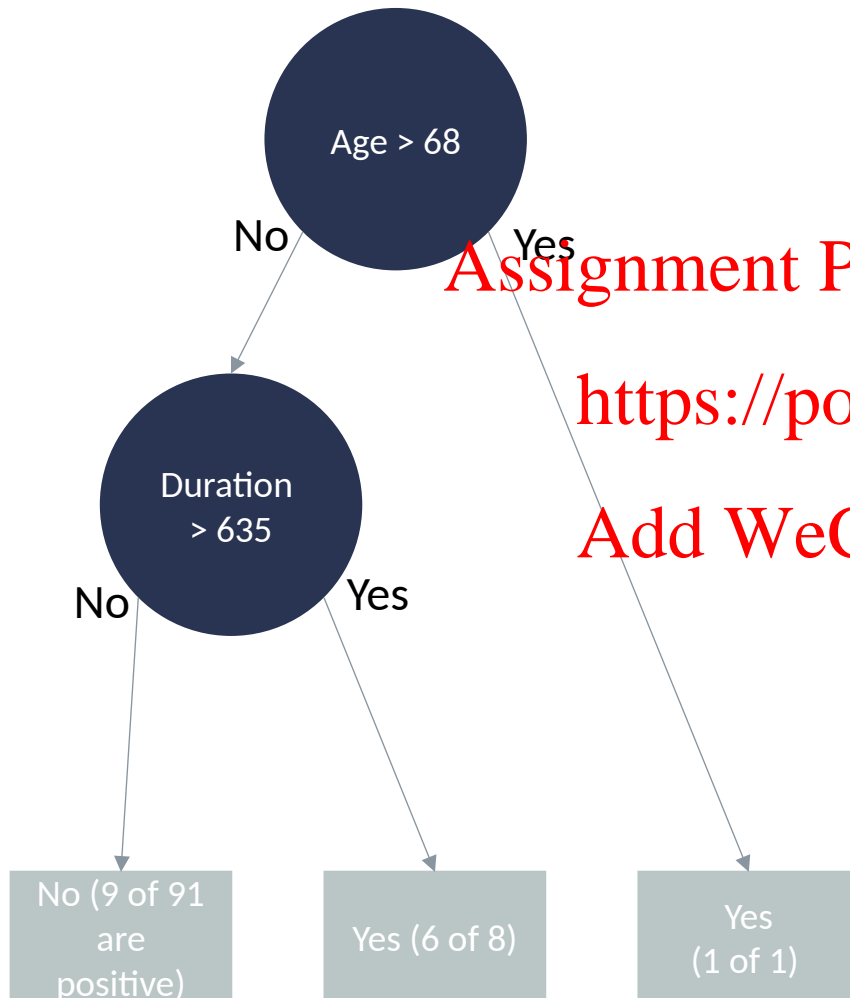 Age > 68
No
Yes
Assignment P
https://po
Add WeC
Duration
> 635
No
Yes
No (9 of 91
are
positive)
Yes (6 of 8)
Yes
(1 of 1)